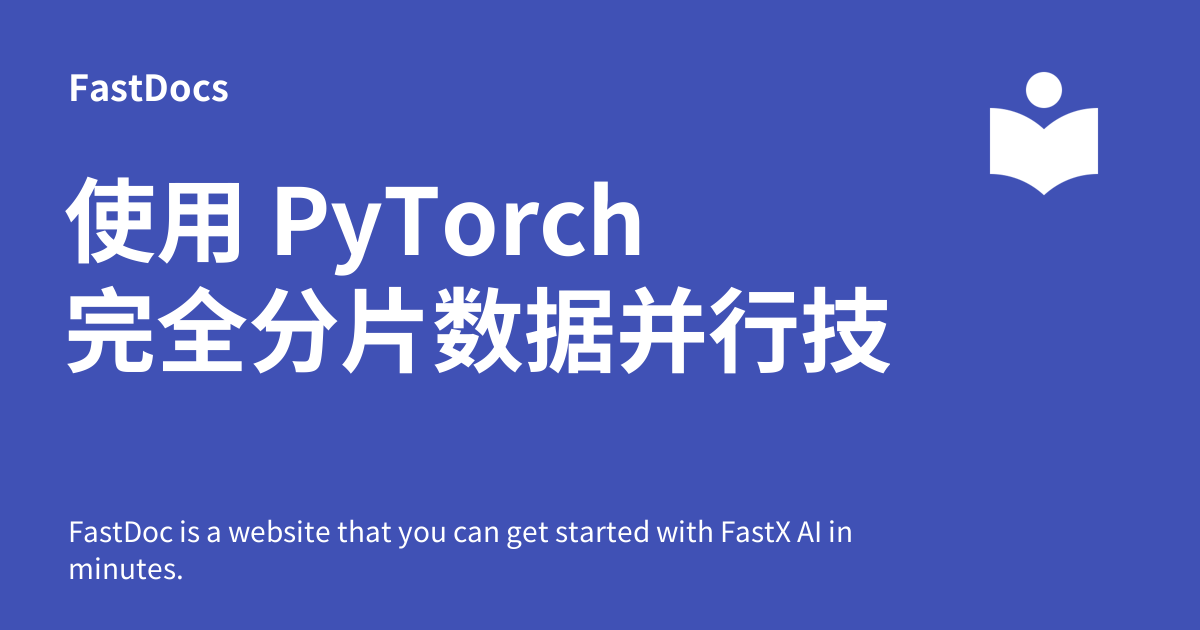 FastDocs
使用 PyTorch
完全分片数据并行技
FastDoc is a website that you can get started with FastX AI in
minutes.